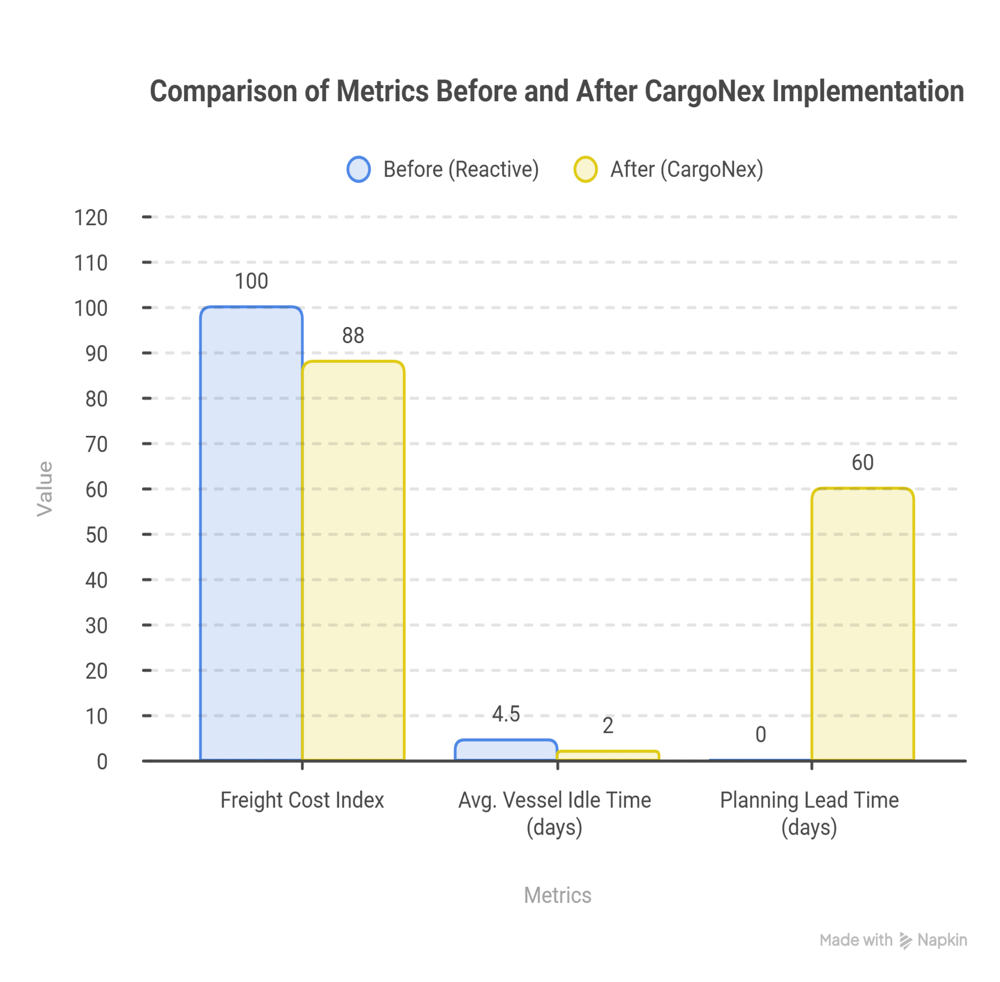 Comparison of Metrics Before and After CargoNex Implementation
Before (Reactive) After (CargoNex)
120
110
100
90
80
70
60
50
40
30
20
10
0
Value
100
88
4.5
2
0
60
Freight Cost Index
Avg. Vessel Idle Time
(days)
Planning Lead Time
(days)
Metrics
Made with Napkin